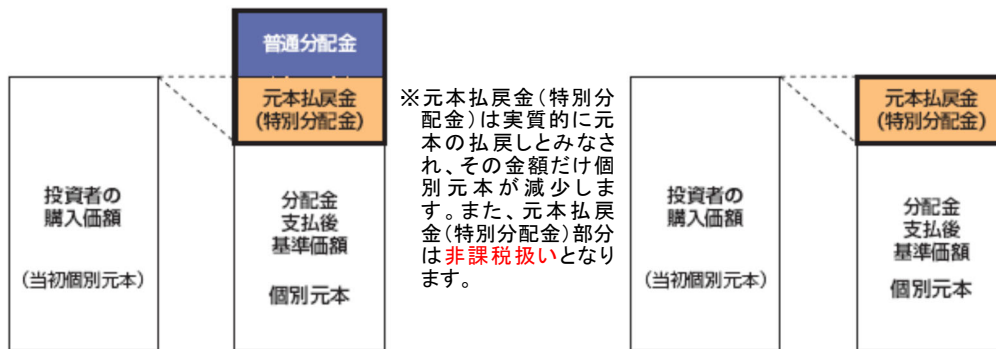 普通分配金
元本払戻金
(特別分配金)
投資者の
購入価額
(当初個別元本)
分配金
支払後
基準価額
個別元本
※元本払戻金(特別分
配金)は実質的に元
本の払戻しとみなさ
れ、その金額だけ個
別元本が減少しま
す。また、元本払戻
金(特別分配金)部分
は非課税扱いとなり
ます。
投資者の
購入価額
(当初個別元本)
元本払戻金
(特別分配金)
分配金
支払後
基準価額
個別元本